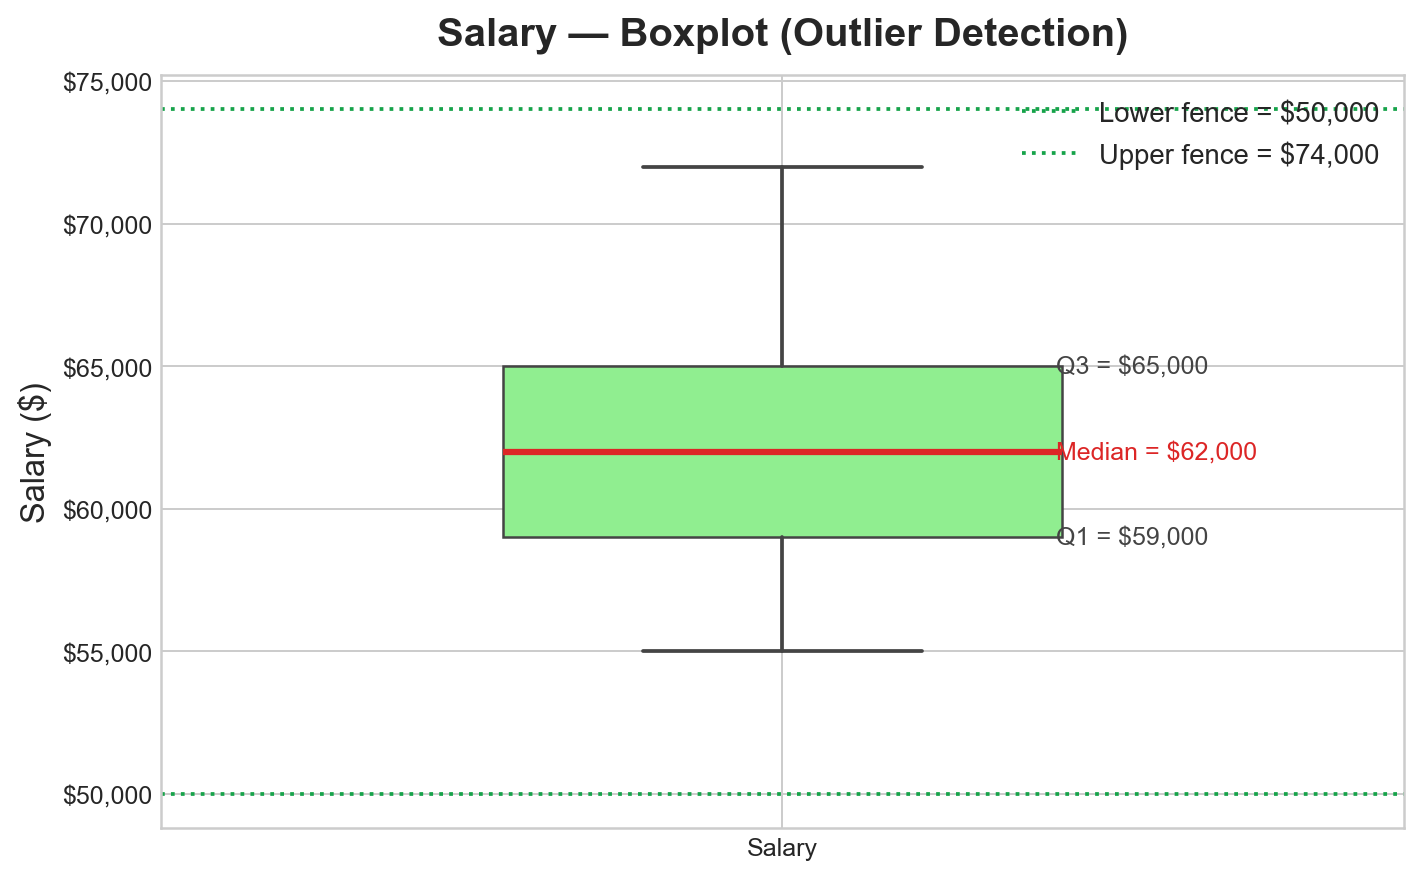 Salary — Boxplot (Outlier Detection)
$75,000
Lower fence = $50,000
Upper fence = $74,000
$70,000
$65,000
Q3 = $65,000
Median = $62,000
Salary ($)
$60,000
Q1 = $59,000
$55,000
$50,000
Salary